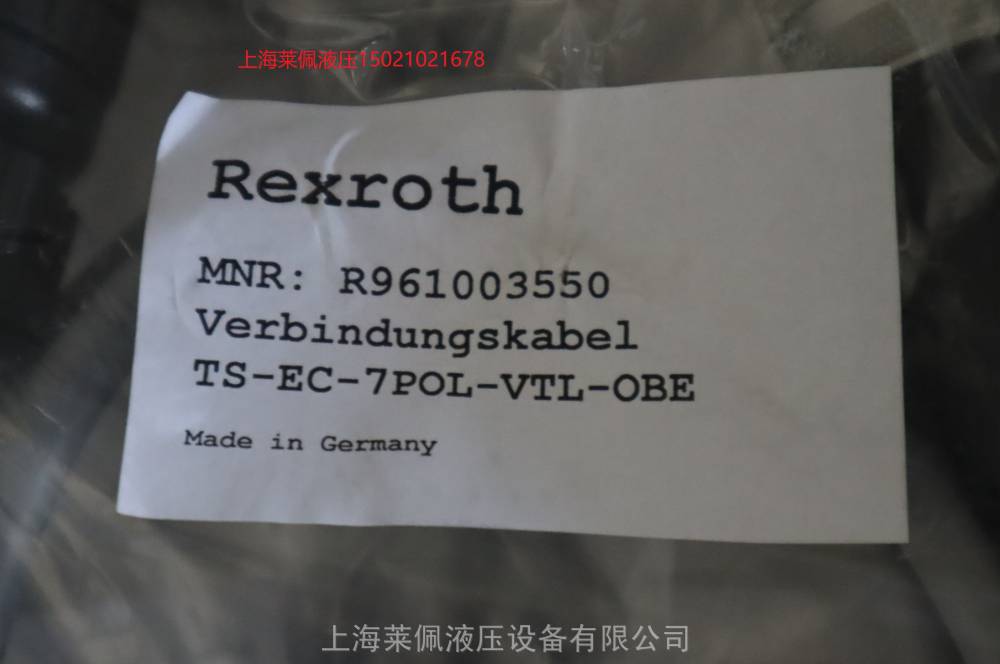 上海莱佩液压15021021678
Rexroth
MNR: R961003550
Verbindungskabel
TS-EC-7POL-VTL-OBE
Made in Germany
上海莱佩液压设备有限公司